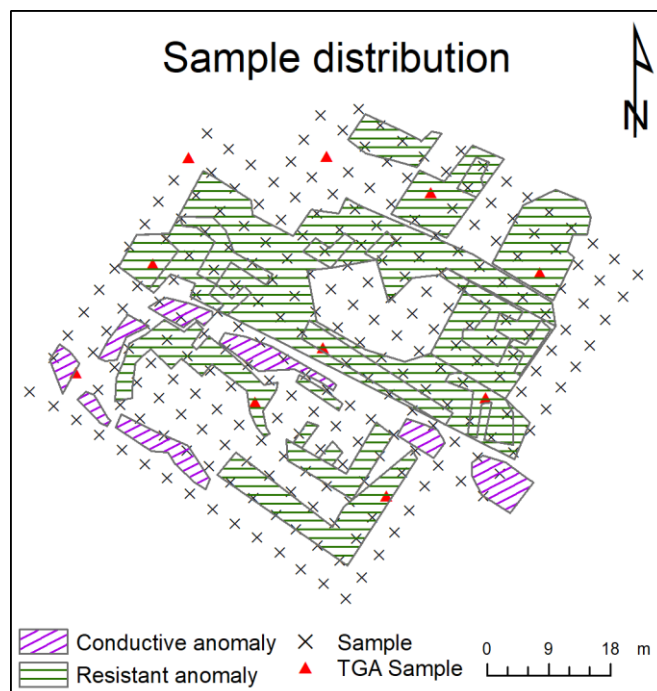 Sample distribution
N
Conductive anomaly
Sample
0 9 18 m
Resistant anomaly
TGA Sample